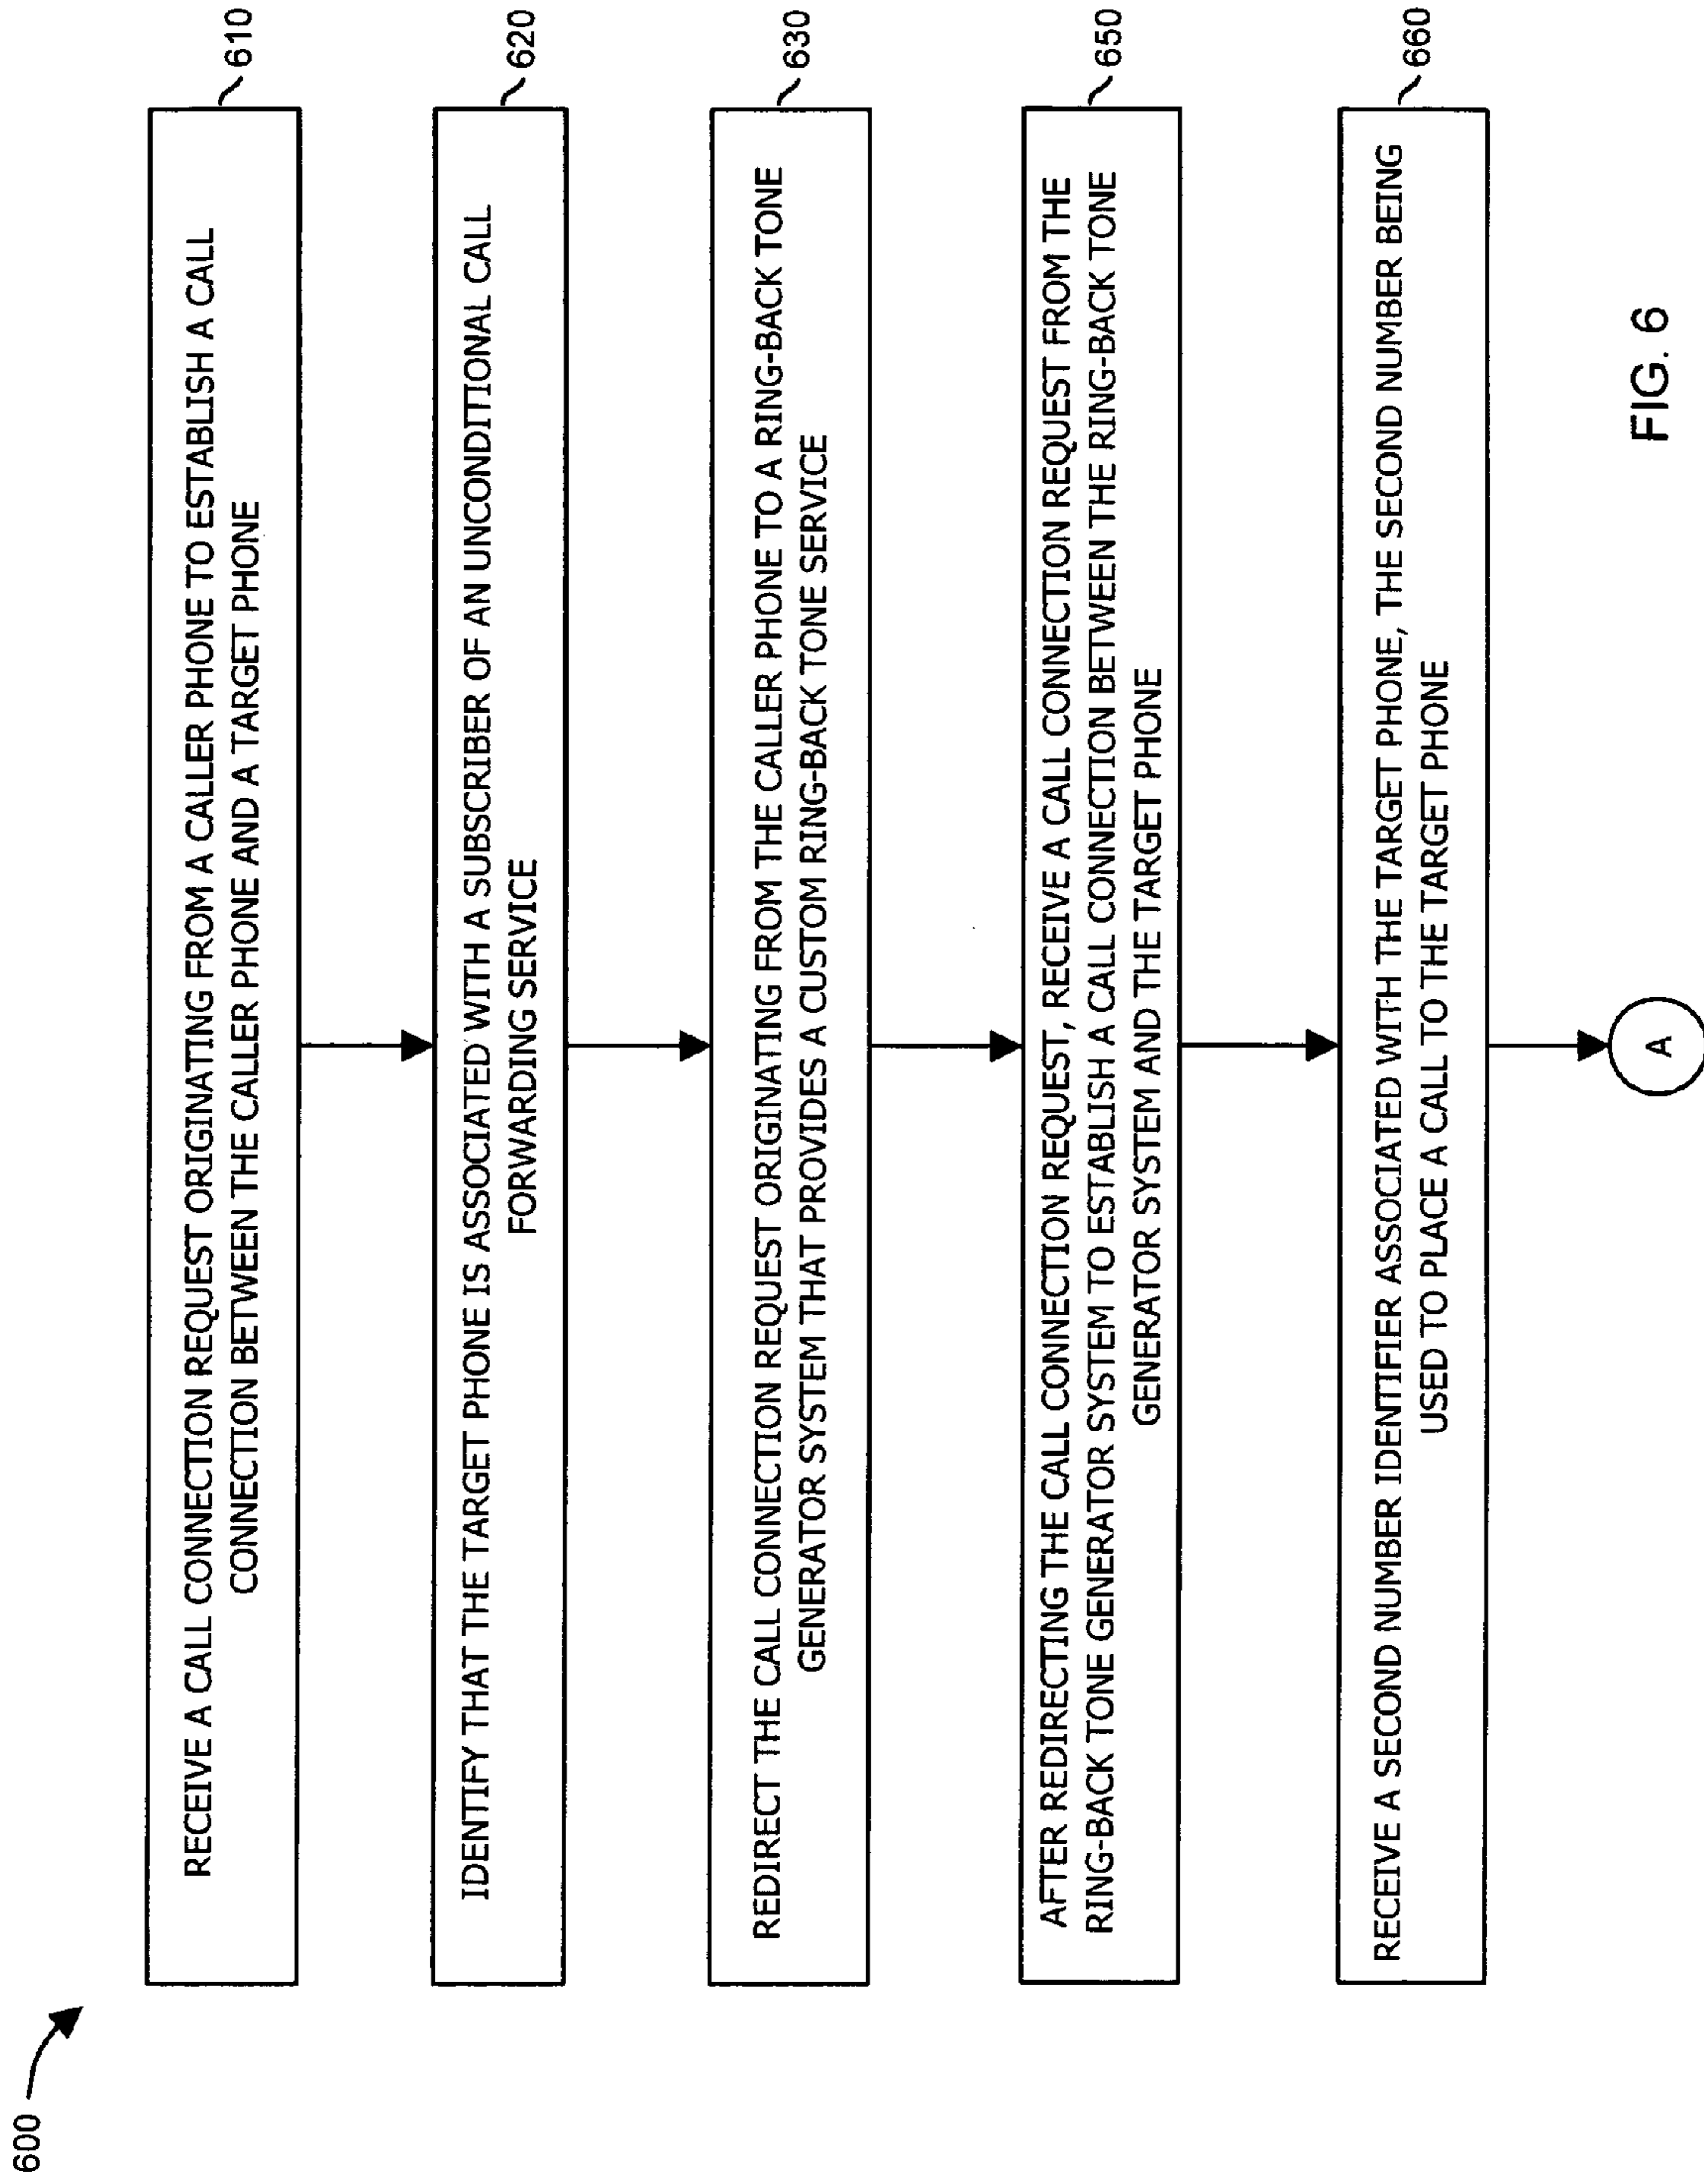 600
RECEIVE A CALL CONNECTION REQUEST ORIGINATING FROM A CALLER PHONE TO ESTABLISH A CALL
CONNECTION BETWEEN THE CALLER PHONE AND A TARGET PHONE
610
IDENTIFY THAT THE TARGET PHONE IS ASSOCIATED WITH A SUBSCRIBER OF AN UNCONDITIONAL CALL
FORWARDING SERVICE
620
REDIRECT THE CALL CONNECTION REQUEST ORIGINATING FROM THE CALLER PHONE TO A RING-BACK TONE
GENERATOR SYSTEM THAT PROVIDES A CUSTOM RING-BACK TONE SERVICE
630
AFTER REDIRECTING THE CALL CONNECTION REQUEST, RECEIVE A CALL CONNECTION REQUEST FROM THE
RING-BACK TONE GENERATOR SYSTEM TO ESTABLISH A CALL CONNECTION BETWEEN THE RING-BACK TONE
GENERATOR SYSTEM AND THE TARGET PHONE
650
RECEIVE A SECOND NUMBER IDENTIFIER ASSOCIATED WITH THE TARGET PHONE, THE SECOND NUMBER BEING
USED TO PLACE A CALL TO THE TARGET PHONE
660
A
FIG. 6